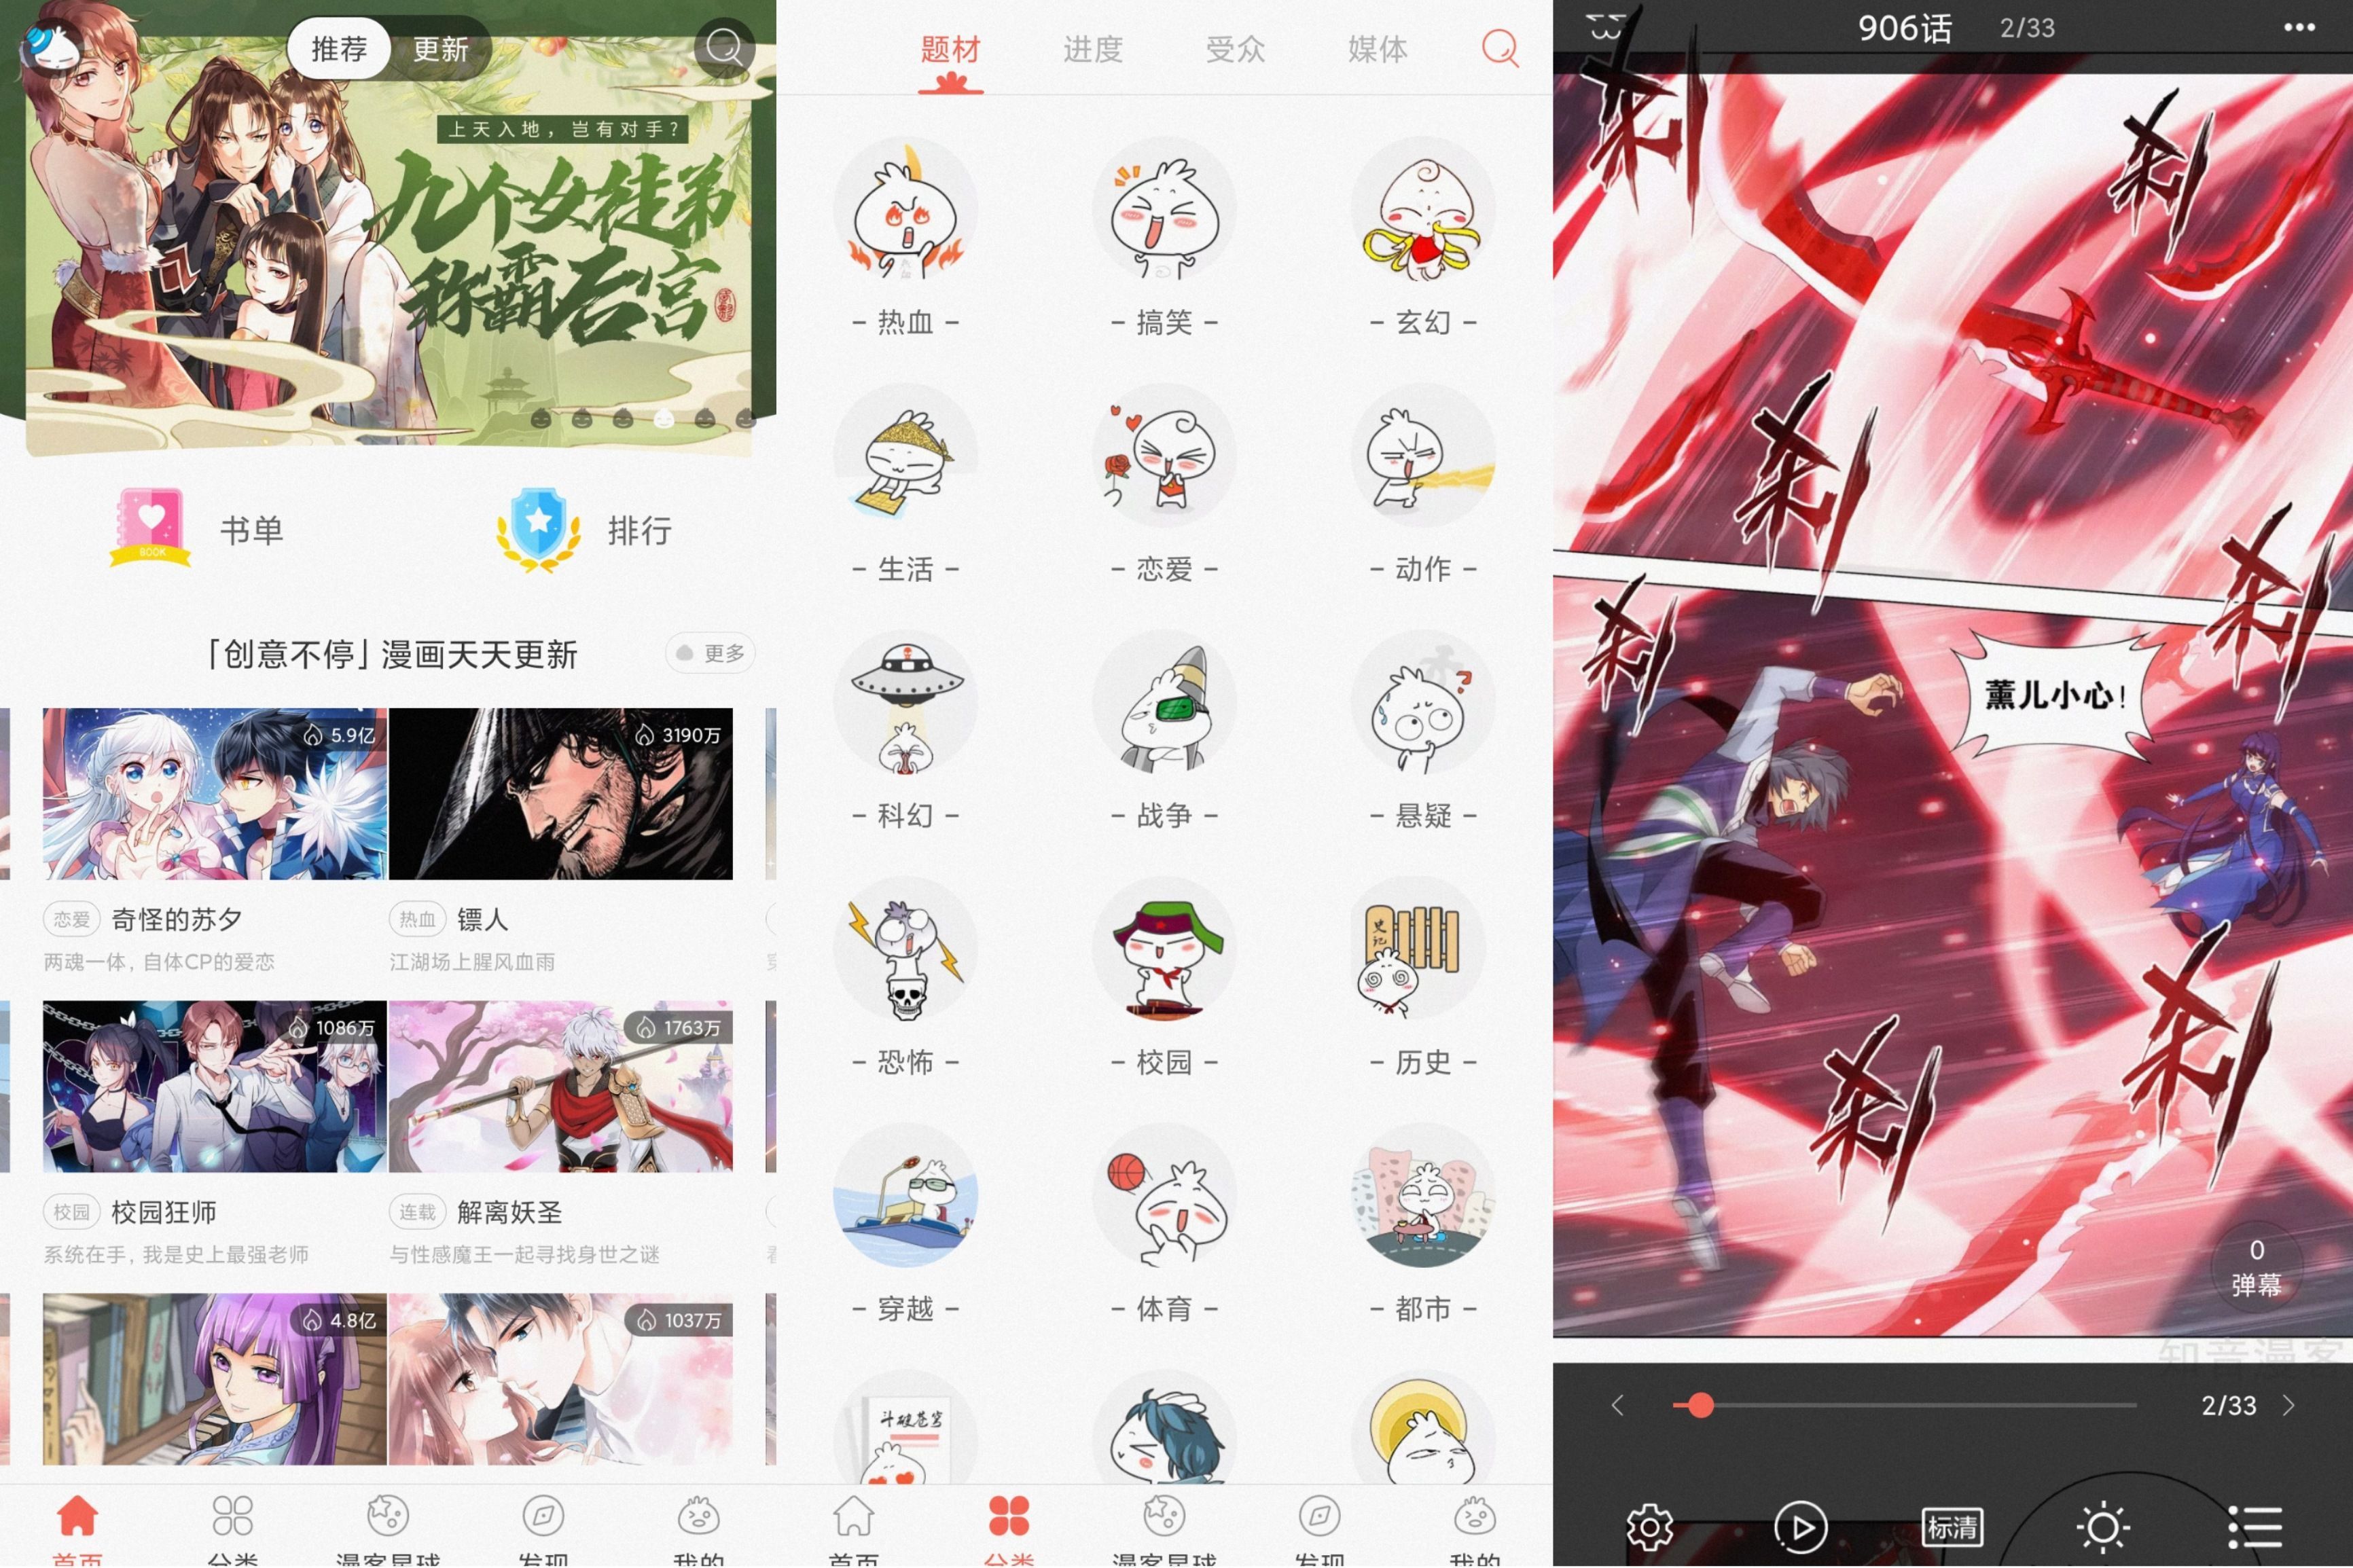 推荐
更新
上天入地，岂有对手？
九个女徒弟
称霸后宫
BOOK
书单
排行
「创意不停」漫画天天更新
更多
5.9亿
3190万
恋爱
奇怪的苏夕
热血
镖人
两魂一体, 自体CP的爱恋
江湖场上腥风血雨
1086万
1763万
校园
校园狂师
连载
解离妖圣
系统在手, 我是史上最强老师
与性感魔王一起寻找身世之谜
4.8亿
1037万
首页
分类
漫客星球
发现
我的
题材
进度
受众
媒体
- 热血 -
- 搞笑 -
- 玄幻 -
- 生活 -
- 恋爱 -
- 动作 -
- 科幻 -
- 战争 -
- 悬疑 -
史记
- 恐怖 -
- 校园 -
- 历史 -
- 穿越 -
- 体育 -
- 都市 -
斗破苍穹
首页
分类
漫客星球
发现
我的
906话
2/33
刹
刹
刹
刹
刹
薰儿小心！
刹
刹
0
弹幕
知音漫客
2/33
标清